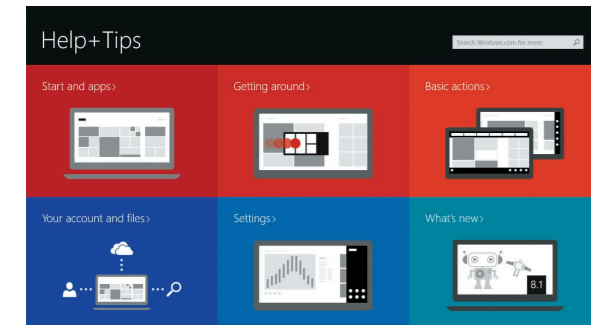 Help+Tips
Search Windows.com for more
Start and apps>
Getting around>
Basic actions>
Your account and files>
Settings>
What's new>
8.1